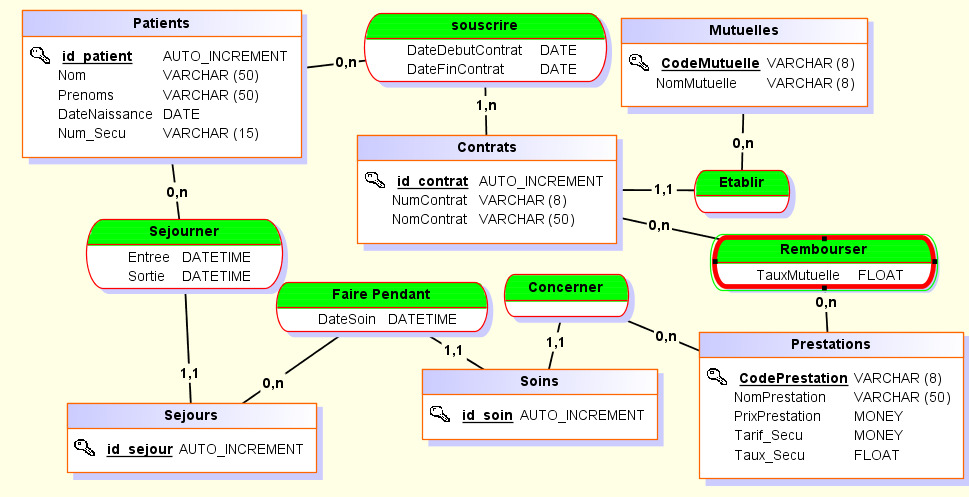 Patients
id_patient AUTO_INCREMENT
Nom VARCHAR (50)
Prenoms VARCHAR (50)
DateNaissance DATE
Num_Secu VARCHAR (15)
0,n
souscrire
DateDebutContrat DATE
DateFinContrat DATE
1,n
Mutuelles
CodeMutuelle VARCHAR (8)
NomMutuelle VARCHAR (8)
0,n
Contrats
id_contrat AUTO_INCREMENT
NumContrat VARCHAR (8)
NomContrat VARCHAR (50)
1,1
Etablir
0,n
0,n
Sejourner
Entree DATETIME
Sortie DATETIME
Rembourser
TauxMutuelle FLOAT
Faire Pendant
DateSoin DATETIME
Concerner
0,n
0,n
1,1
1,1
1,1
0,n
Prestations
CodePrestation VARCHAR (8)
NomPrestation VARCHAR (50)
PrixPrestation MONEY
Tarif_Secu MONEY
Taux_Secu FLOAT
Soins
id_soin AUTO_INCREMENT
Sejours
id_sejour AUTO_INCREMENT